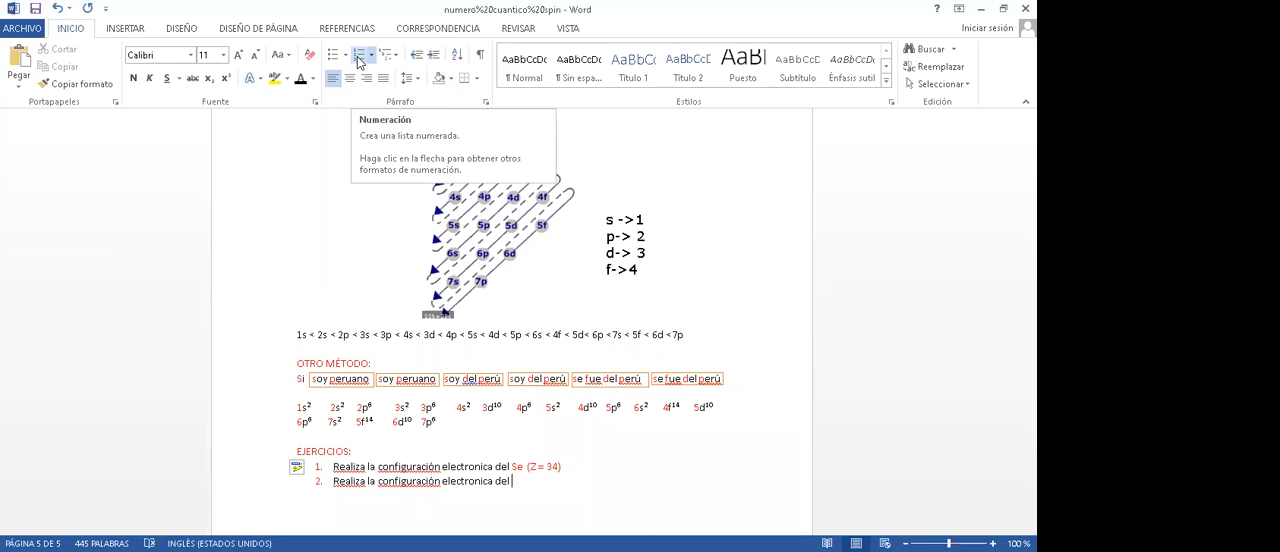 numero%20cuantico%20spin - Word
ARCHIVO INICIO INSERTAR DISEÑO DISEÑO DE PÁGINA REFERENCIAS CORRESPONDENCIA REVISAR VISTA Iniciar sesión
Pegar
Cortar
Copiar
Copiar formato
Portapapeles
Calibri 11
N K S abc x₂ x²
Fuente
Párrafo
AaBbCcDc AaBbCcDc AaBbCc AaBbCcD AaBl AaBbCcD AaBbCcDc
¶ Normal ¶ Sin espa... Título 1 Título 2 Puesto Subtítulo Énfasis sutil
Estilos
Buscar
Reemplazar
Seleccionar
Edición
Numeración
Crea una lista numerada.
Haga clic en la flecha para obtener otros
formatos de numeración.
4s 4p 4d 4f
5s 5p 5d 5f
6s 6p 6d
7s 7p
s ->1
p-> 2
d-> 3
f->4
1s < 2s < 2p < 3s < 3p < 4s < 3d < 4p < 5s < 4d < 5p < 6s < 4f < 5d< 6p <7s < 5f < 6d <7p
OTRO MÉTODO:
Si soy peruano soy peruano soy del perú soy del perú se fue del perú se fue del perú
1s² 2s² 2p⁶ 3s² 3p⁶ 4s² 3d¹⁰ 4p⁶ 5s² 4d¹⁰ 5p⁶ 6s² 4f¹⁴ 5d¹⁰
6p⁶ 7s² 5f¹⁴ 6d¹⁰ 7p⁶
EJERCICIOS:
1. Realiza la configuración electronica del Se (Z = 34)
2. Realiza la configuración electronica del
PÁGINA 5 DE 5 445 PALABRAS INGLÉS (ESTADOS UNIDOS) 100 %